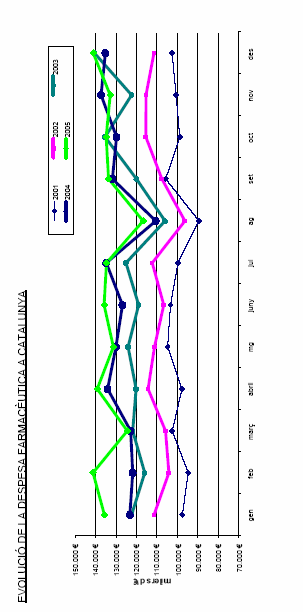 EVOLUCIÓ DE LA DESPESA FARMACÈUTICA A CATALUNYA
2001
2002
2003
2004
2005
150.000 €
140.000 €
130.000 €
120.000 €
110.000 €
100.000 €
90.000 €
80.000 €
70.000 €
milers d €
gen
feb
març
abril
mg
juny
jul
ag
set
oct
nov
des